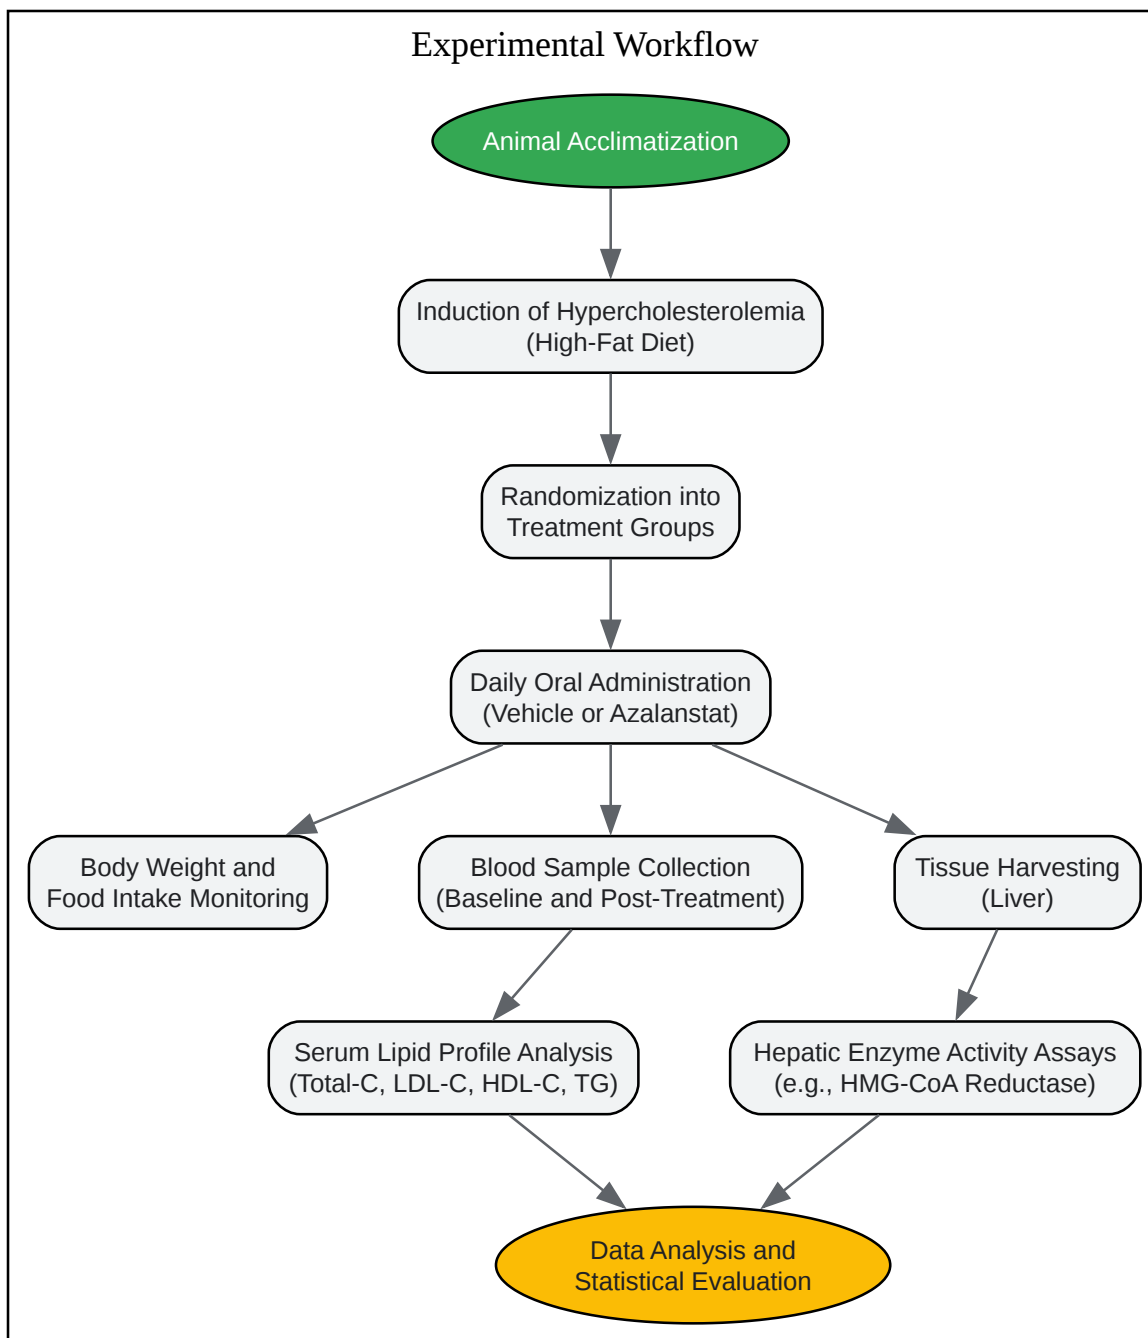 Experimental Workflow
Animal Acclimatization
Induction of Hypercholesterolemia
(High-Fat Diet)
Randomization into
Treatment Groups
Daily Oral Administration
(Vehicle or Azalanstat)
Body Weight and
Food Intake Monitoring
Blood Sample Collection
(Baseline and Post-Treatment)
Tissue Harvesting
(Liver)
Serum Lipid Profile Analysis
(Total-C, LDL-C, HDL-C, TG)
Hepatic Enzyme Activity Assays
(e.g., HMG-CoA Reductase)
Data Analysis and
Statistical Evaluation